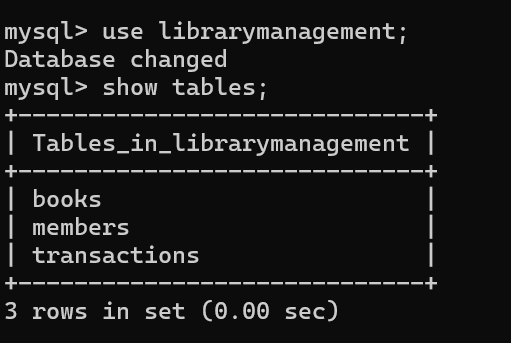 mysql> use librarymanagement;
Database changed
mysql> show tables;
+-----------------------------+
| Tables_in_librarymanagement |
+-----------------------------+
| books                       |
| members                     |
| transactions                |
+-----------------------------+
3 rows in set (0.00 sec)